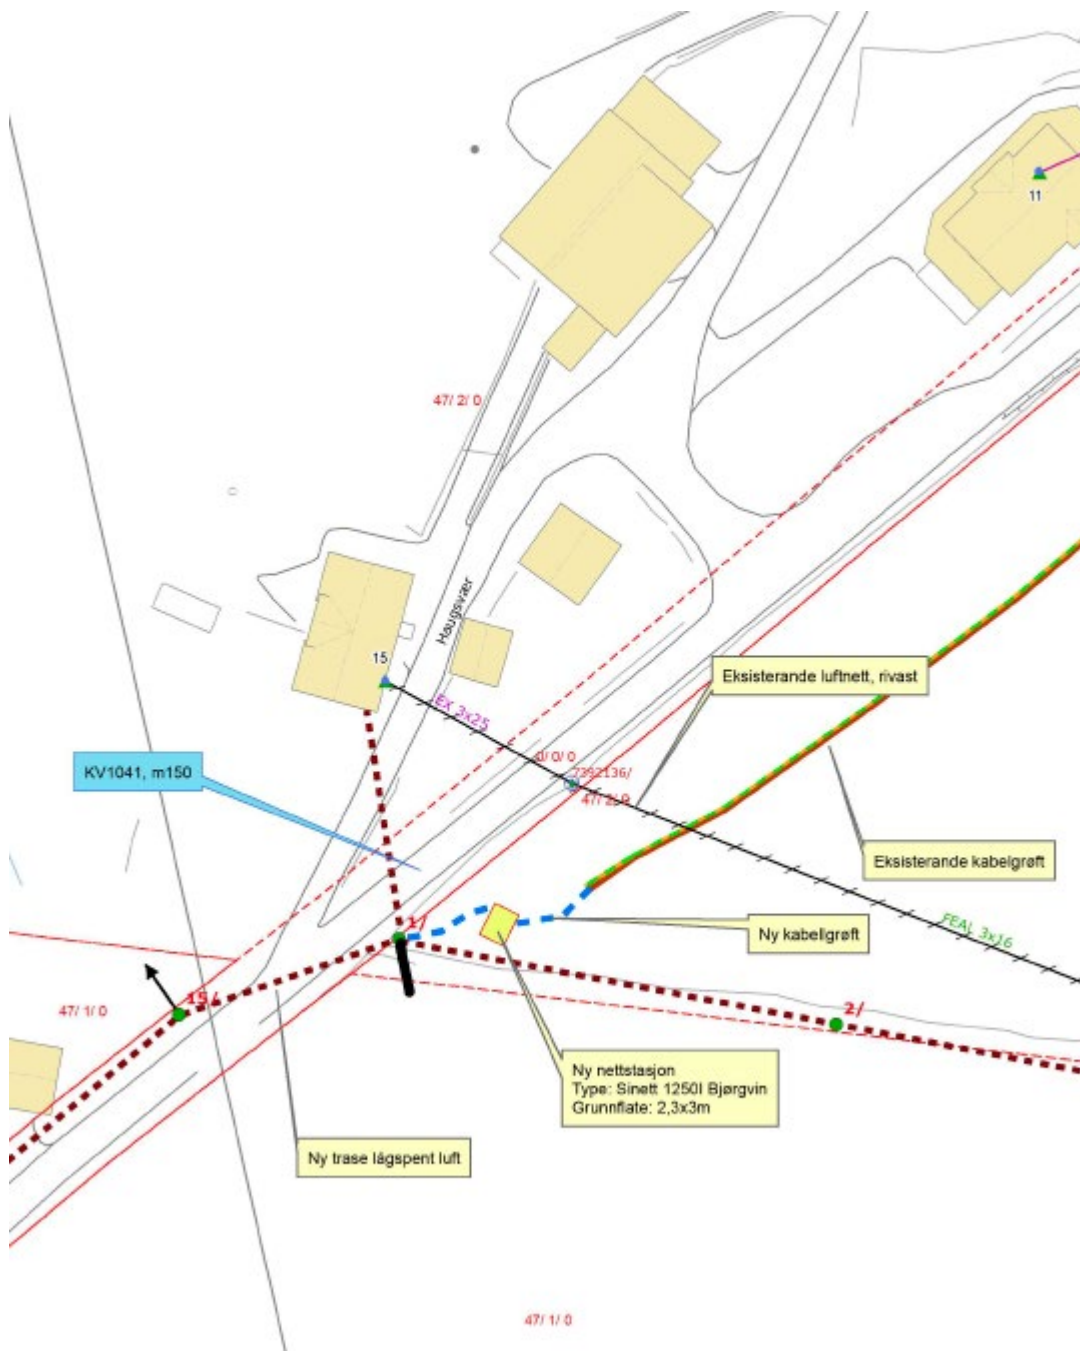 11
47/ 2/ 0
Haugsvær
15
EX 3x25
Eksisterande luftnett, rivast
0/ 0/ 0
7392136/
47/ 2/ 0
KV1041, m150
Eksisterande kabelgrøft
1/
Ny kabelgrøft
FEAL 3x16
15/
47/ 1/ 0
2/
Ny nettstasjon
Type: Sinett 1250I Bjørgvin
Grunnflate: 2,3x3m
Ny trase lågspent luft
47/ 1/ 0